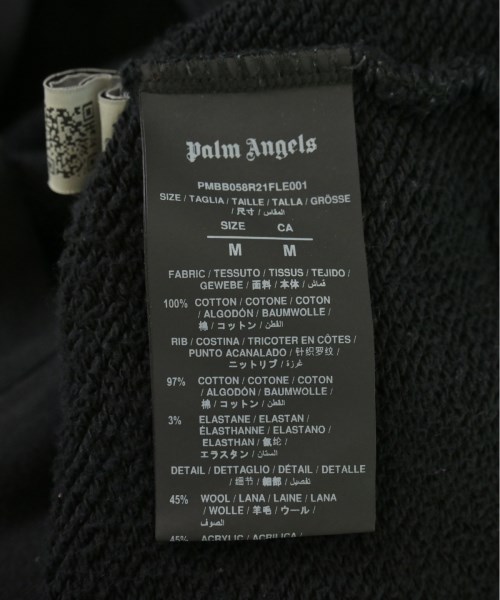 Palm Angels
PMBB058R21FLE001
SIZE / TAGLIA / TAILLE / TALLA / GRÖSSE
/ 尺寸 / المقاس
SIZE CA
M M
FABRIC / TESSUTO / TISSUS / TEJIDO /
GEWEBE / 面料 / 本体 / قماش
100% COTTON / COTONE / COTON
/ ALGODÓN / BAUMWOLLE /
棉 / コットン / القطن
RIB / COSTINA / TRICOTER EN CÔTES /
PUNTO ACANALADO / 针织罗纹 /
ニットリブ / غرزة
97% COTTON / COTONE / COTON
/ ALGODÓN / BAUMWOLLE /
棉 / コットン / القطن
3% ELASTANE / ELASTAN /
ÉLASTHANNE / ELASTANO /
ELASTHAN / 氨纶 /
エラスタン / الستان
DETAIL / DETTAGLIO / DÉTAIL / DETALLE
/ 细节 / 細部 / تفصيل
45% WOOL / LANA / LAINE / LANA
/ WOLLE / 羊毛 / ウール /
الصوف
45% ACRYLIC / ACRILICA /